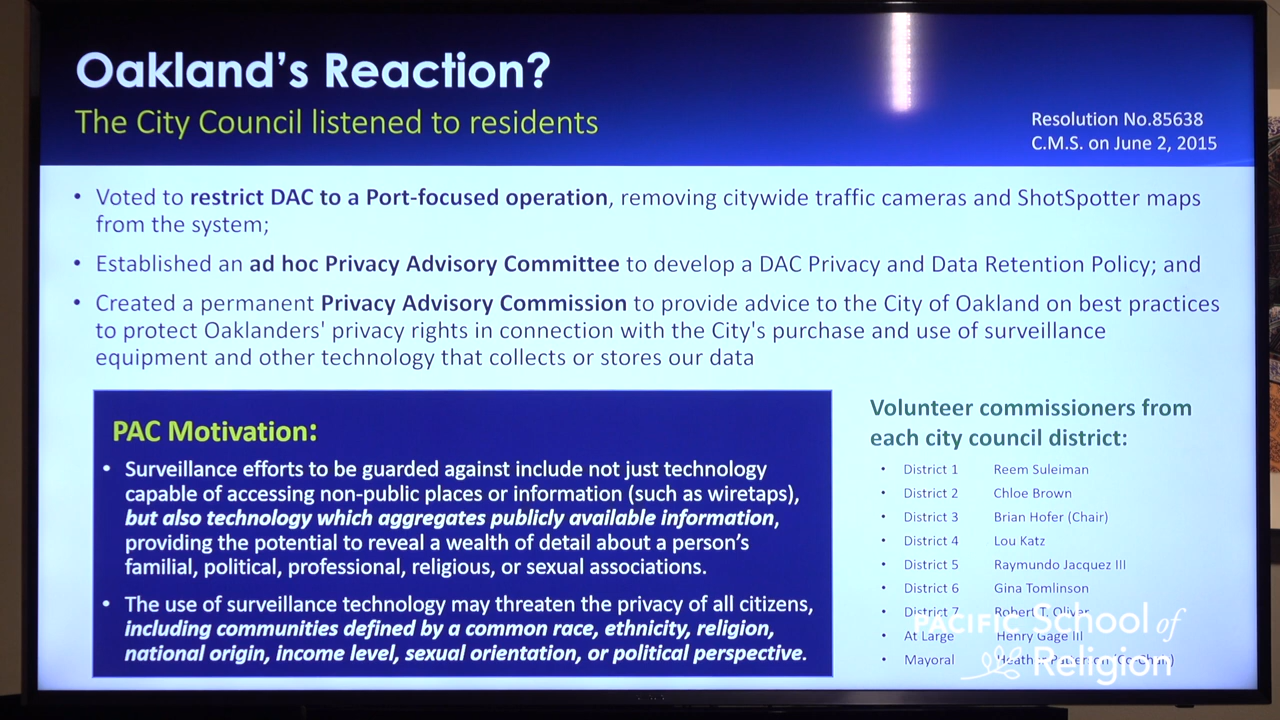 Oakland's Reaction?
The City Council listened to residents
Resolution No.85638
C.M.S. on June 2, 2015
• Voted to restrict DAC to a Port-focused operation, removing citywide traffic cameras and ShotSpotter maps
from the system;
• Established an ad hoc Privacy Advisory Committee to develop a DAC Privacy and Data Retention Policy; and
• Created a permanent Privacy Advisory Commission to provide advice to the City of Oakland on best practices
to protect Oaklanders' privacy rights in connection with the City's purchase and use of surveillance
equipment and other technology that collects or stores our data
PAC Motivation:
• Surveillance efforts to be guarded against include not just technology
capable of accessing non-public places or information (such as wiretaps),
but also technology which aggregates publicly available information,
providing the potential to reveal a wealth of detail about a person's
familial, political, professional, religious, or sexual associations.
• The use of surveillance technology may threaten the privacy of all citizens,
including communities defined by a common race, ethnicity, religion,
national origin, income level, sexual orientation, or political perspective.
Volunteer commissioners from
each city council district:
• District 1 Reem Suleiman
• District 2 Chloe Brown
• District 3 Brian Hofer (Chair)
• District 4 Lou Katz
• District 5 Raymundo Jacquez III
• District 6 Gina Tomlinson
• District 7 Robert Oliver
• At Large Henry Gage III
• Mayoral (Co-Chair)
PACIFIC School of
Religion